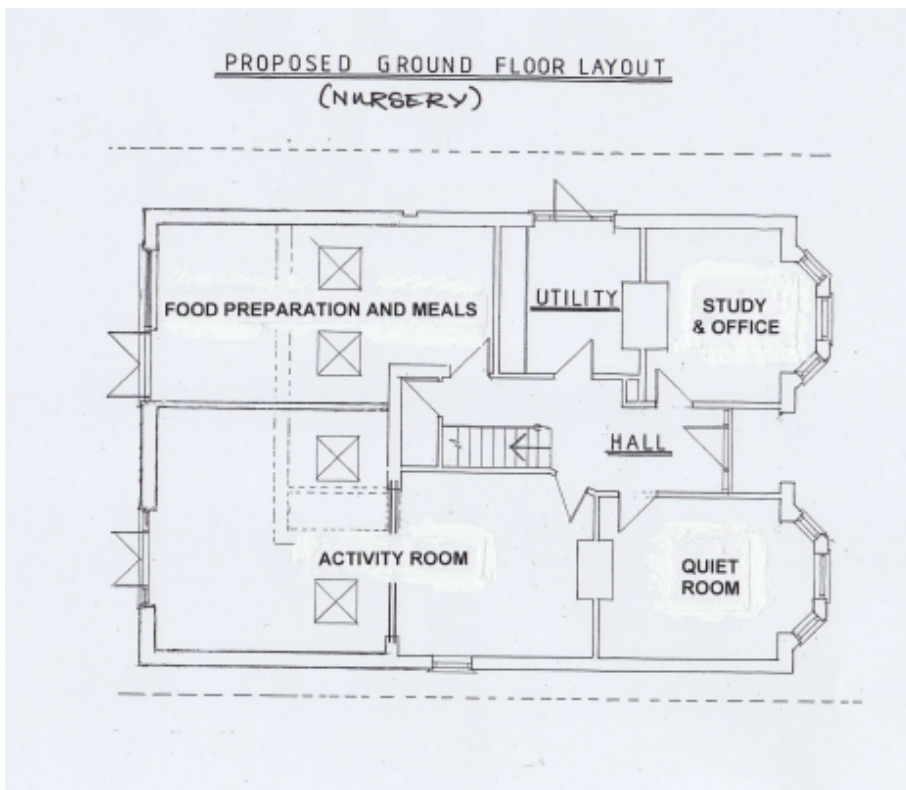 PROPOSED GROUND FLOOR LAYOUT
(NURSERY)
FOOD PREPARATION AND MEALS
UTILITY
STUDY
& OFFICE
HALL
ACTIVITY ROOM
QUIET
ROOM